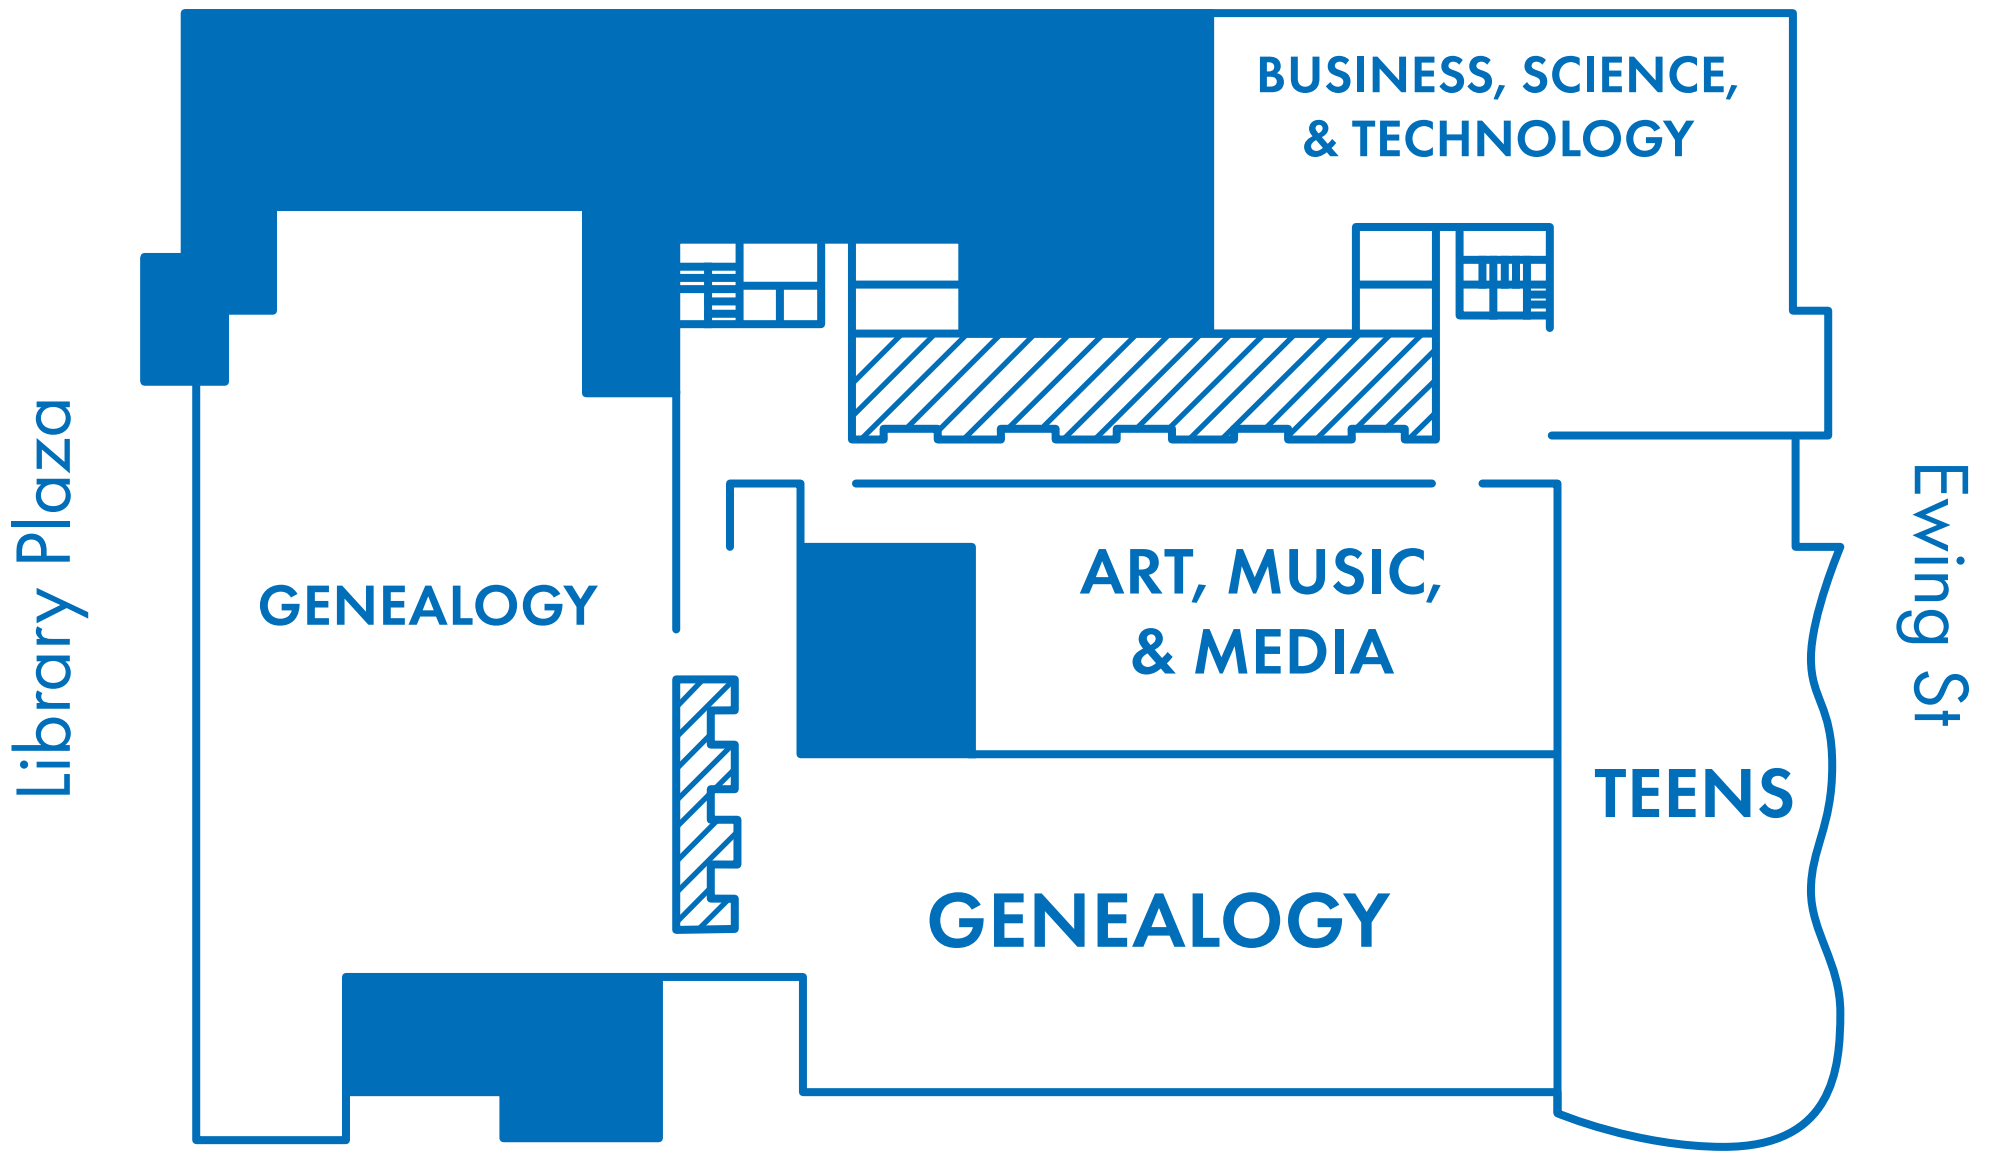 BUSINESS, SCIENCE,
& TECHNOLOGY
Library Plaza
GENEALOGY
ART, MUSIC,
& MEDIA
Ewing St
TEENS
GENEALOGY